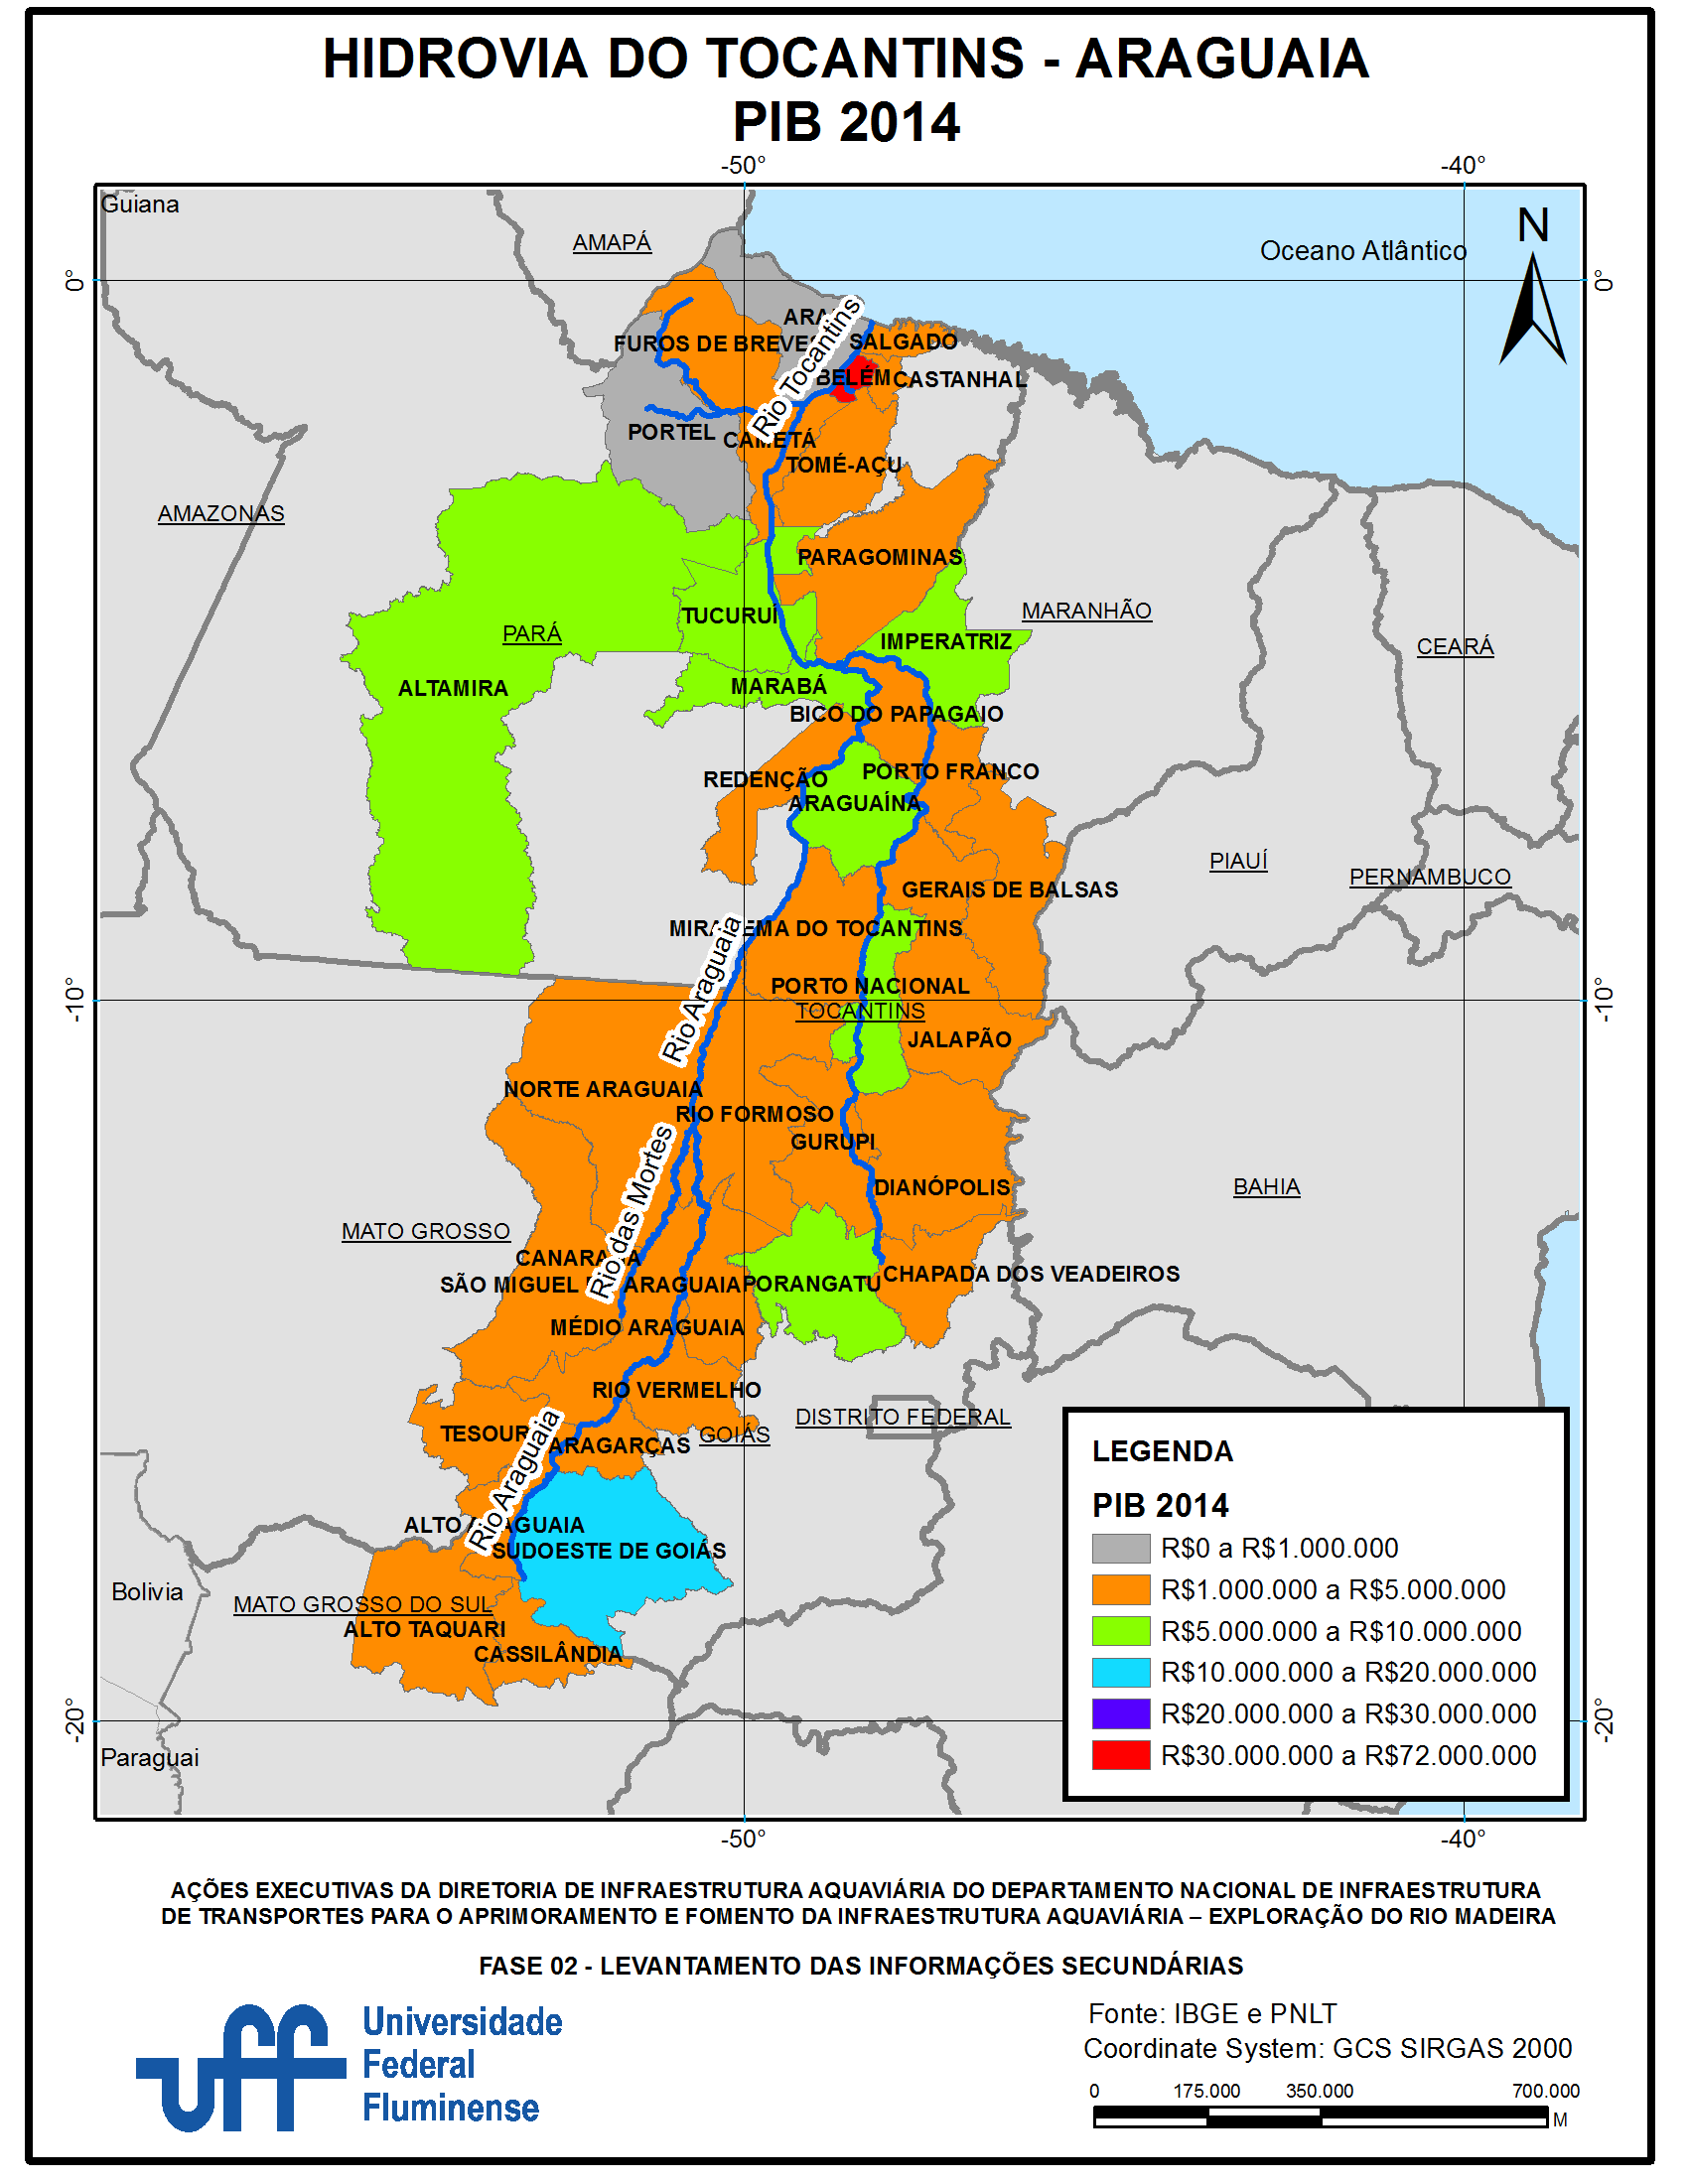 HIDROVIA DO TOCANTINS - ARAGUAIA
PIB 2014
-50°
-40°
Guiana
AMAPÁ
Oceano Atlântico
N
0°
0°
Rio Tocantins
FUROS DE BREVES
SALGADO
BELÉM
CASTANHAL
PORTEL
CAMETÁ
TOMÉ-AÇU
AMAZONAS
PARAGOMINAS
MARANHÃO
TUCURUÍ
PARÁ
IMPERATRIZ
CEARÁ
ALTAMIRA
MARABÁ
BICO DO PAPAGAIO
REDENÇÃO
PORTO FRANCO
ARAGUAÍNA
PIAUÍ
PERNAMBUCO
GERAIS DE BALSAS
DO TOCANTINS
Rio Araguaia
PORTO NACIONAL
-10°
-10°
TOCANTINS
JALAPÃO
NORTE ARAGUAIA
RIO FORMOSO
GURUPI
Rio das Mortes
DIANÓPOLIS
BAHIA
MATO GROSSO
SÃO MIGUEL ARAGUAIA
PORANGATU
CHAPADA DOS VEADEIROS
MÉDIO ARAGUAIA
RIO VERMELHO
DISTRITO FEDERAL
GOIÁS
ARAGARÇAS
Rio Araguaia
ALTO
SUDOESTE DE GOIÁS
Bolivia
MATO GROSSO DO SUL
ALTO TAQUARI
CASSILÂNDIA
-20°
-20°
Paraguai
LEGENDA
PIB 2014
R$0 a R$1.000.000
R$1.000.000 a R$5.000.000
R$5.000.000 a R$10.000.000
R$10.000.000 a R$20.000.000
R$20.000.000 a R$30.000.000
R$30.000.000 a R$72.000.000
-50°
-40°
AÇÕES EXECUTIVAS DA DIRETORIA DE INFRAESTRUTURA AQUAVIÁRIA DO DEPARTAMENTO NACIONAL DE INFRAESTRUTURA
DE TRANSPORTES PARA O APRIMORAMENTO E FOMENTO DA INFRAESTRUTURA AQUAVIÁRIA – EXPLORAÇÃO DO RIO MADEIRA
FASE 02 - LEVANTAMENTO DAS INFORMAÇÕES SECUNDÁRIAS
uff
Universidade
Federal
Fluminense
Fonte: IBGE e PNLT
Coordinate System: GCS SIRGAS 2000
0 175.000 350.000 700.000
M